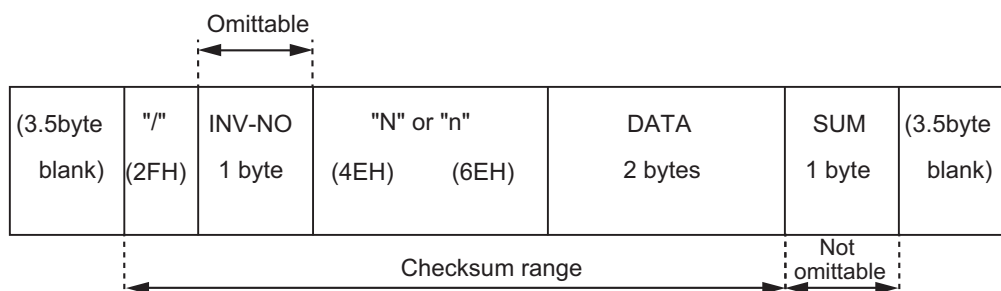 Omittable
(3.5byte blank)
"/"
(2FH)
INV-NO
1 byte
"N" or "n"
(4EH) (6EH)
DATA
2 bytes
SUM
1 byte
(3.5byte blank)
Checksum range
Not
omittable